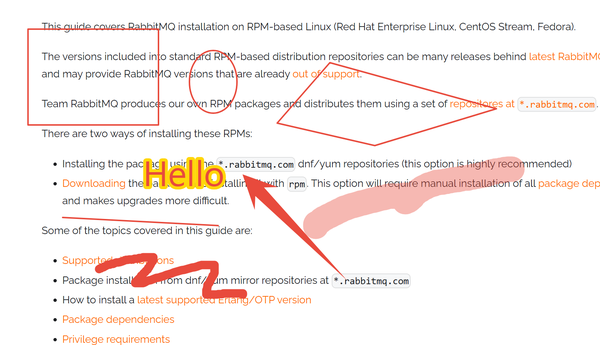 This guide covers RabbitMQ installation on RPM-based Linux (Red Hat Enterprise Linux, CentOS Stream, Fedora).
The versions included into standard RPM-based distribution repositories can be many releases behind latest RabbitMQ
and may provide RabbitMQ versions that are already out of support.
Team RabbitMQ produces our own RPM packages and distributes them using a set of repositores at *.rabbitmq.com
There are two ways of installing these RPMs:
Installing the package using the *.rabbitmq.com dnf/yum repositories (this option is highly recommended)
Hello
Downloading the with rpm. This option will require manual installation of all package
and makes upgrades more difficult.
Some of the topics covered in this guide are:
Supported
Package from dnf/yum mirror repositories at *.rabbitmq.com
How to install a latest supported Erlang/OTP version
Package dependencies
Privilege requirements